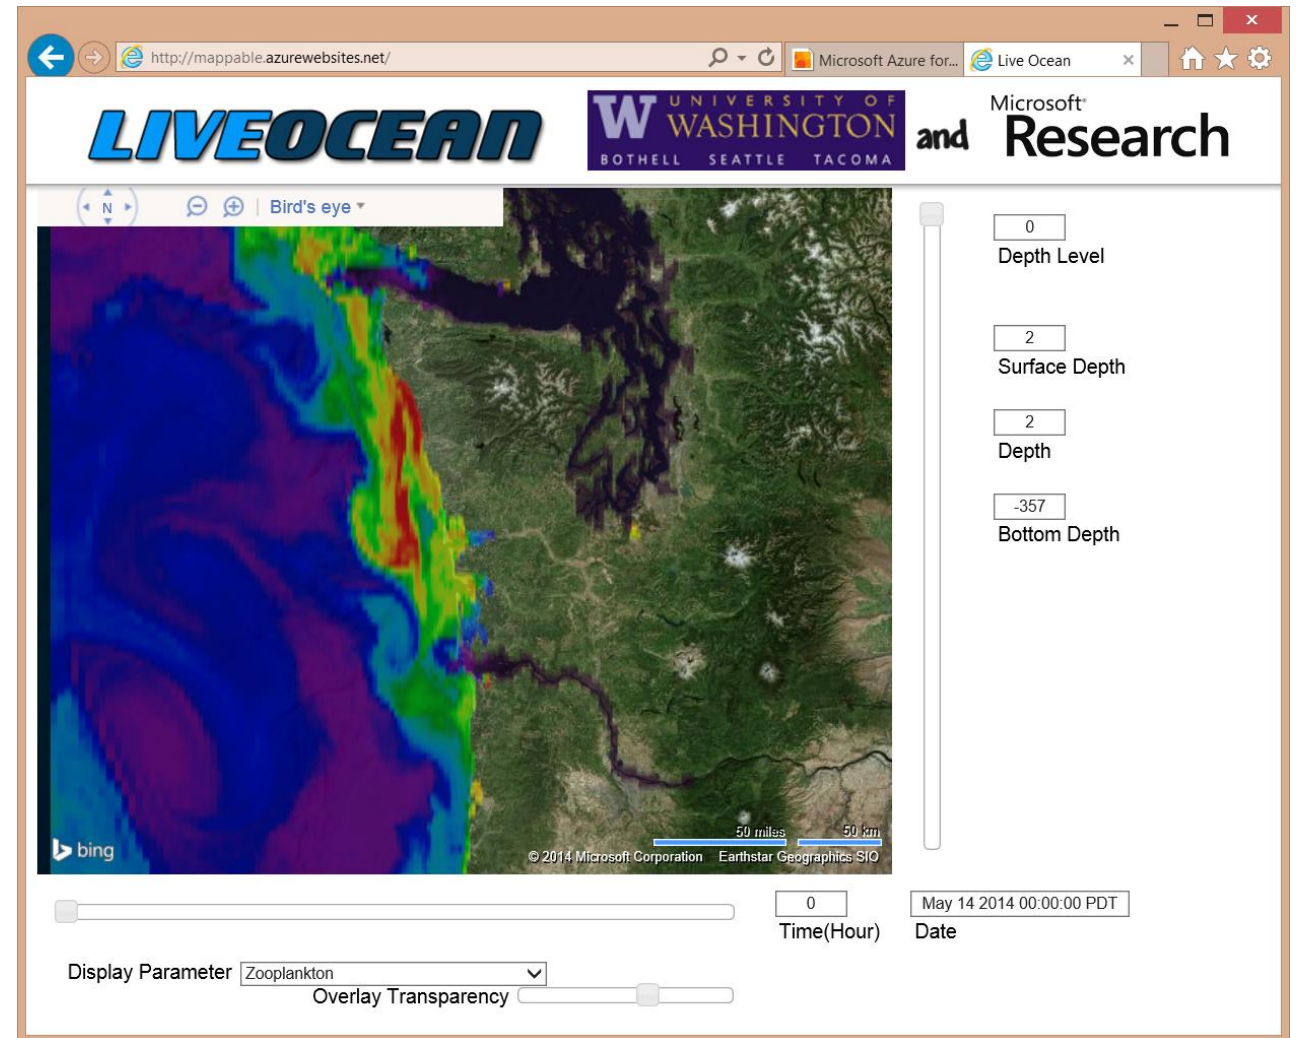 http://mappable.azurewebsites.net/
Microsoft Azure for...
Live Ocean
LIVEOCEAN
W UNIVERSITY OF
WASHINGTON
BOTHELL SEATTLE TACOMA
and
Microsoft®
Research
N
Bird's eye
0
Depth Level
2
Surface Depth
2
Depth
-357
Bottom Depth
50 miles 50 km
bing
© 2014 Microsoft Corporation Earthstar Geographics SIO
0
May 14 2014 00:00:00 PDT
Time(Hour)
Date
Display Parameter Zooplankton
Overlay Transparency